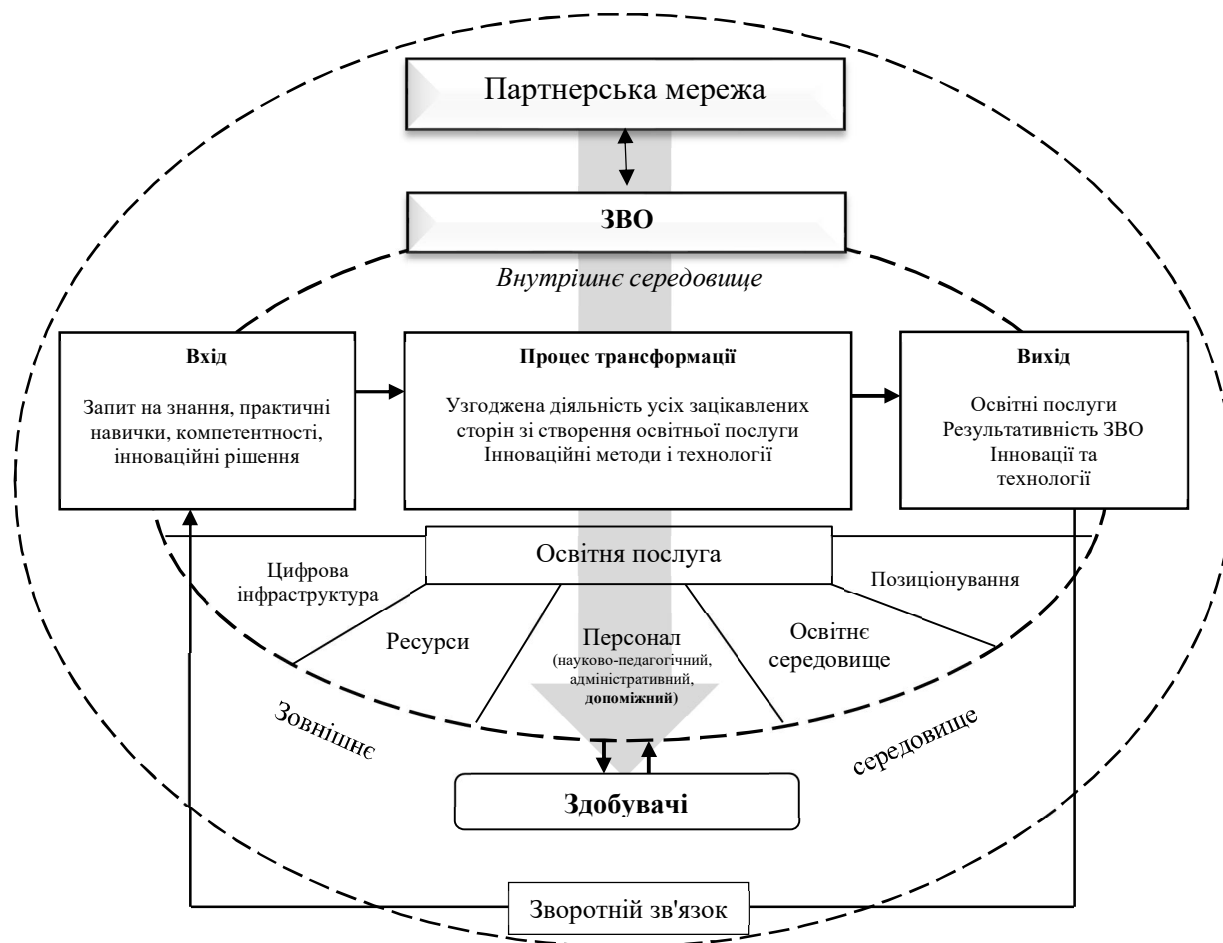 Партнерська мережа
ЗВО
Внутрішнє середовище
Вхід
Запит на знання, практичні
навички, компетентності,
інноваційні рішення
Процес трансформації
Узгоджена діяльність усіх зацікавлених
сторін зі створення освітньої послуги
Інноваційні методи і технології
Вихід
Освітні послуги
Результативність ЗВО
Інновації та
технології
Освітня послуга
Цифрова
інфраструктура
Ресурси
Персонал
(науково-педагогічний,
адміністративний,
допоміжний)
Освітнє
середовище
Позиціонування
Зовнішнє
середовище
Здобувачі
Зворотній зв'язок